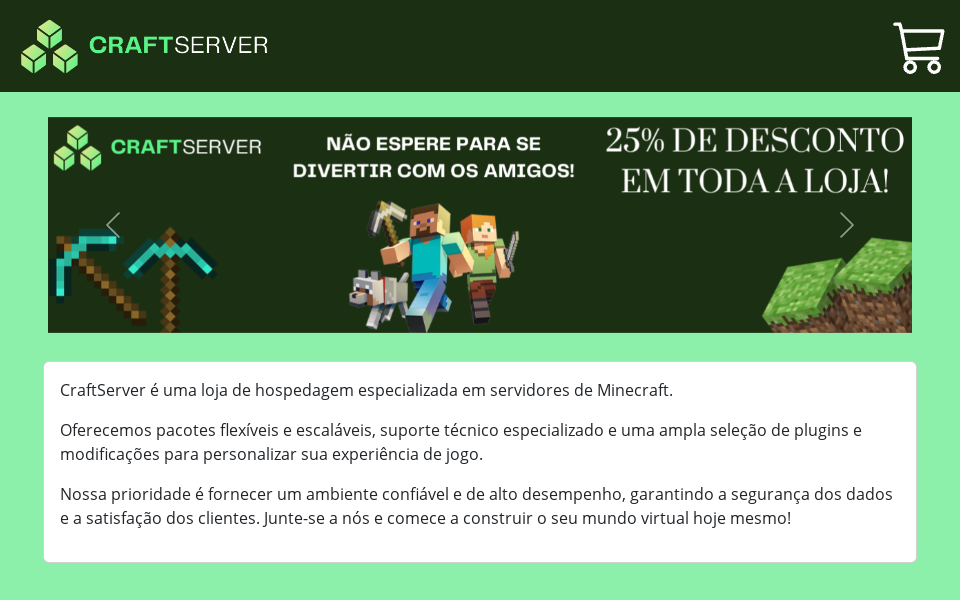 CRAFTSERVER
CRAFTSERVER
NÃO ESPERE PARA SE
DIVERTIR COM OS AMIGOS!
25% DE DESCONTO
EM TODA A LOJA!
CraftServer é uma loja de hospedagem especializada em servidores de Minecraft.
Oferecemos pacotes flexíveis e escaláveis, suporte técnico especializado e uma ampla seleção de plugins e
modificações para personalizar sua experiência de jogo.
Nossa prioridade é fornecer um ambiente confiável e de alto desempenho, garantindo a segurança dos dados
e a satisfação dos clientes. Junte-se a nós e comece a construir o seu mundo virtual hoje mesmo!